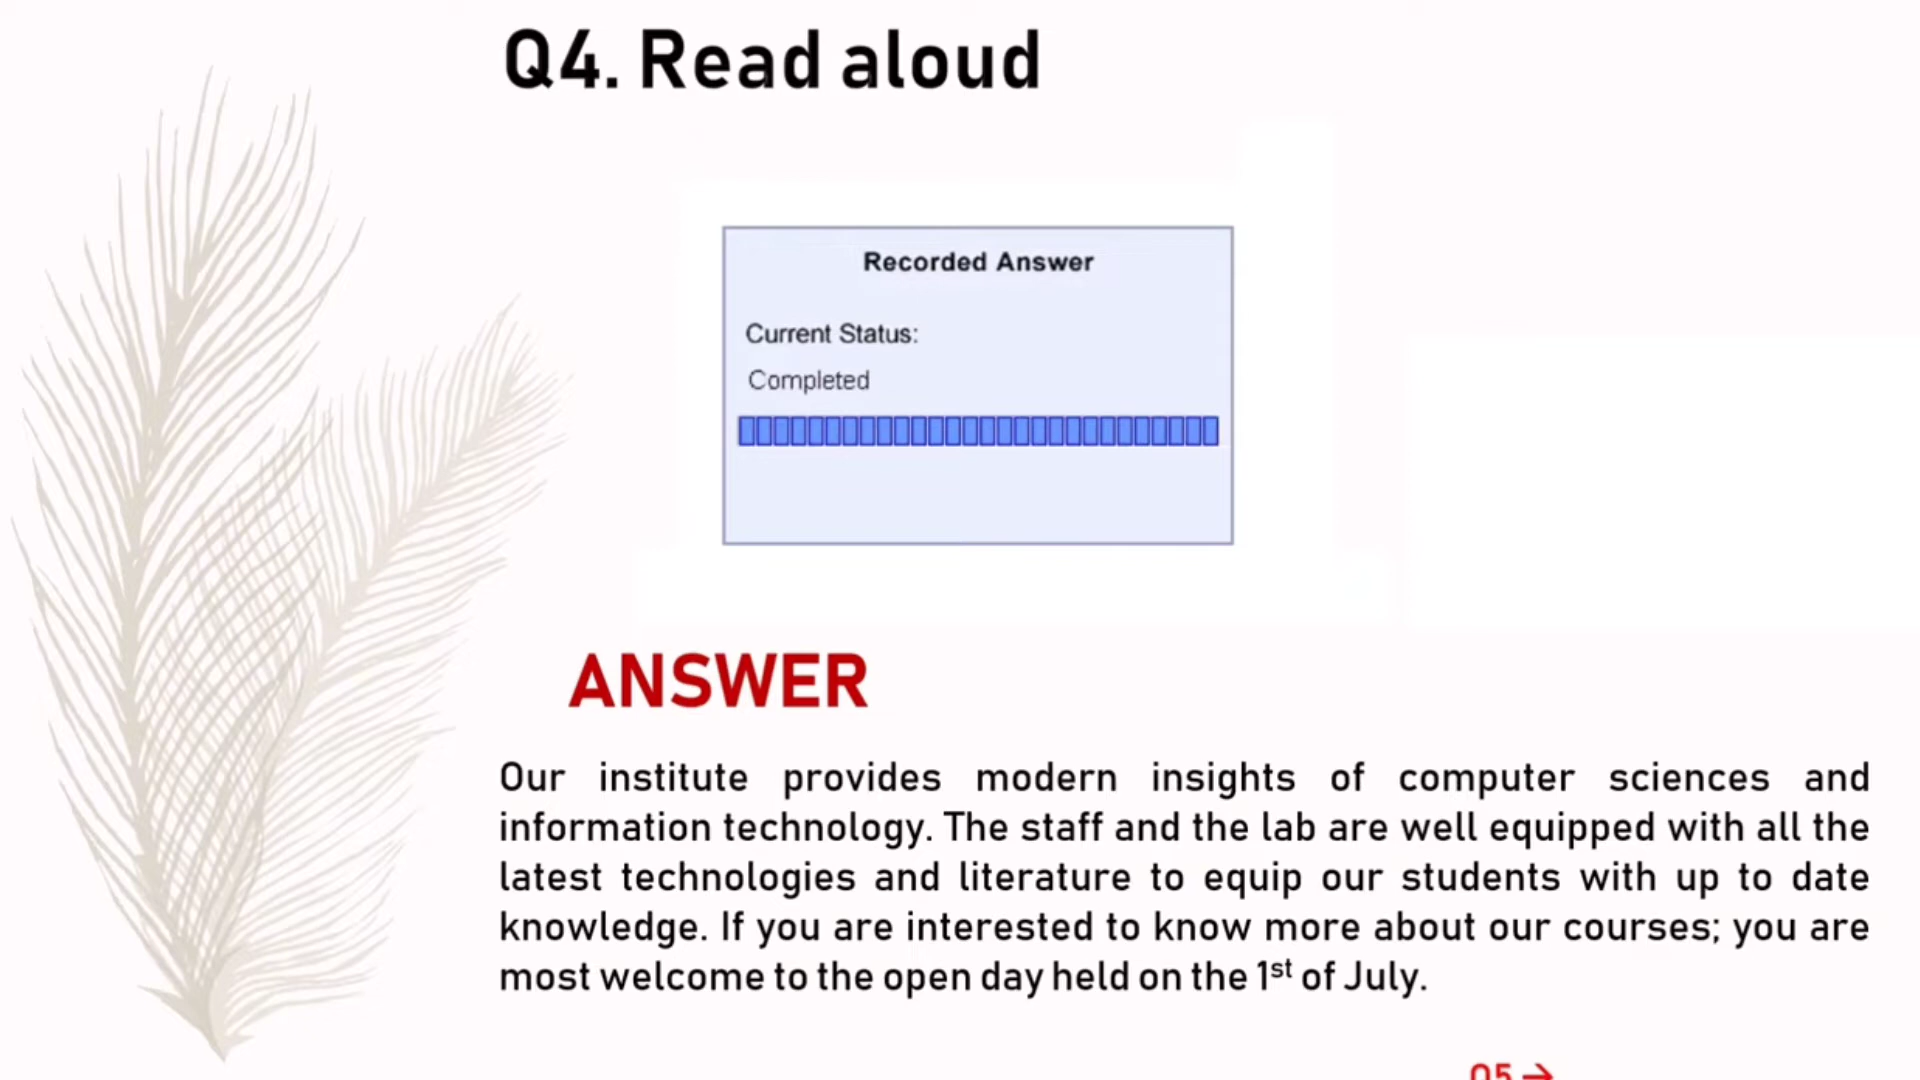 Q4. Read aloud
Recorded Answer
Current Status:
Completed
ANSWER
Our institute provides modern insights of computer sciences and
information technology. The staff and the lab are well equipped with all the
latest technologies and literature to equip our students with up to date
knowledge. If you are interested to know more about our courses; you are
most welcome to the open day held on the 1st of July.
Q5→